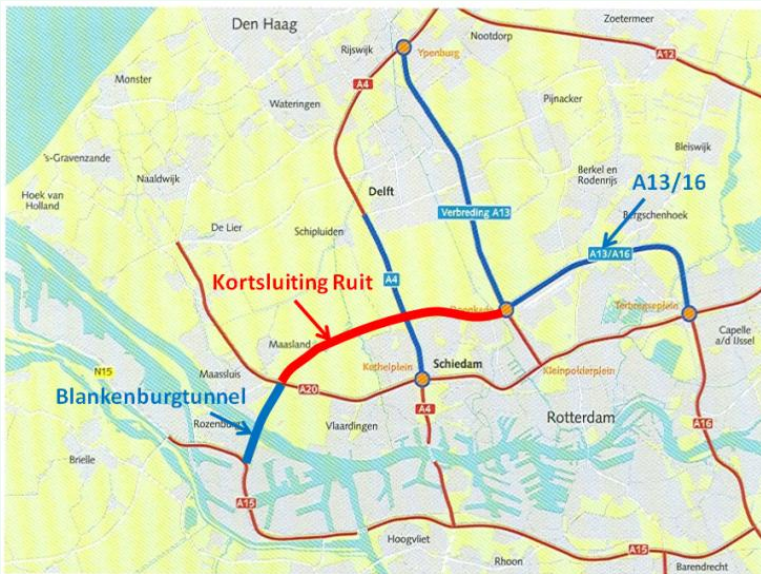 Den Haag
Zoetermeer
Rijswijk
Nootdorp
Ypenburg
A12
Monster
A4
Wateringen
Pijnacker
Bleiswijk
's-Gravenzande
Naaldwijk
Delft
Berkel en
Rodenrijs
A13/16
Hoek van
Holland
Verbreding A13
Bergschenhoek
De Lier
Schipluiden
A13/A16
Kortsluiting Ruit
A4
Terbregseplein
Maasland
Capelle
a/d IJssel
N15
Maassluis
Kethelplein
Schiedam
Kleinpolderplein
A20
Blankenburgtunnel
A4
Rotterdam
A16
Vlaardingen
Brielle
A15
Hoogvliet
A15
Rhoon
Barendrecht